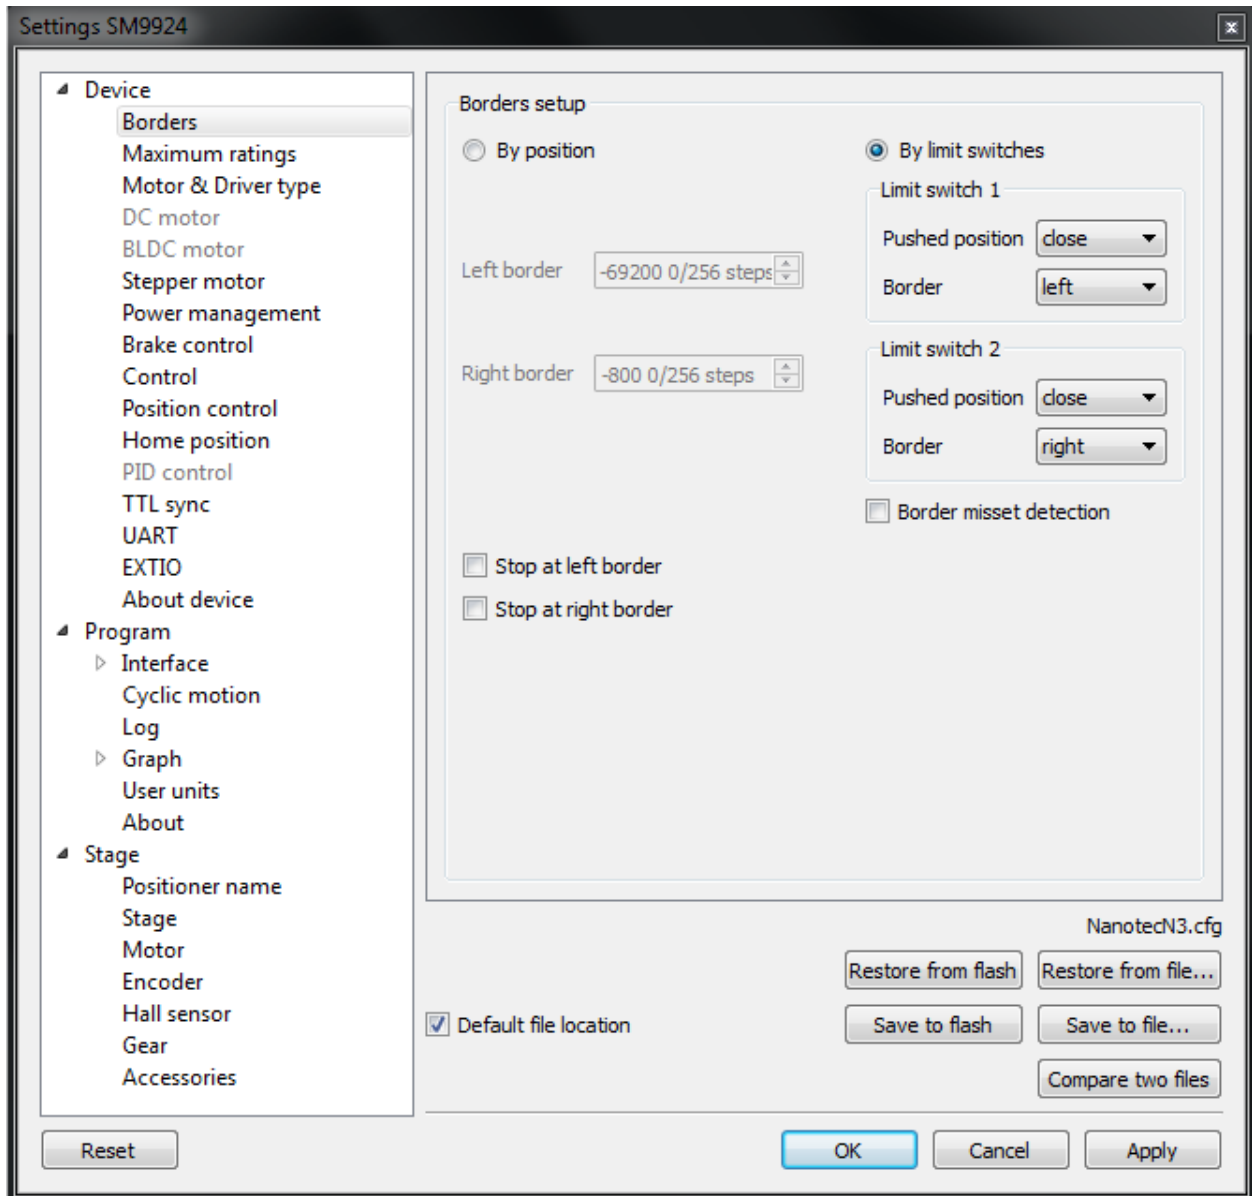 Settings SM9924
Device
Borders
Maximum ratings
Motor & Driver type
DC motor
BLDC motor
Stepper motor
Power management
Brake control
Control
Position control
Home position
PID control
TTL sync
UART
EXTIO
About device
Program
Interface
Cyclic motion
Log
Graph
User units
About
Stage
Positioner name
Stage
Motor
Encoder
Hall sensor
Gear
Accessories
Borders setup
By position
By limit switches
Limit switch 1
Pushed position close
Border left
Left border -69200 0/256 steps
Right border -800 0/256 steps
Limit switch 2
Pushed position close
Border right
Border misset detection
Stop at left border
Stop at right border
NanotecN3.cfg
Restore from flash Restore from file...
Default file location Save to flash Save to file...
Compare two files
Reset OK Cancel Apply